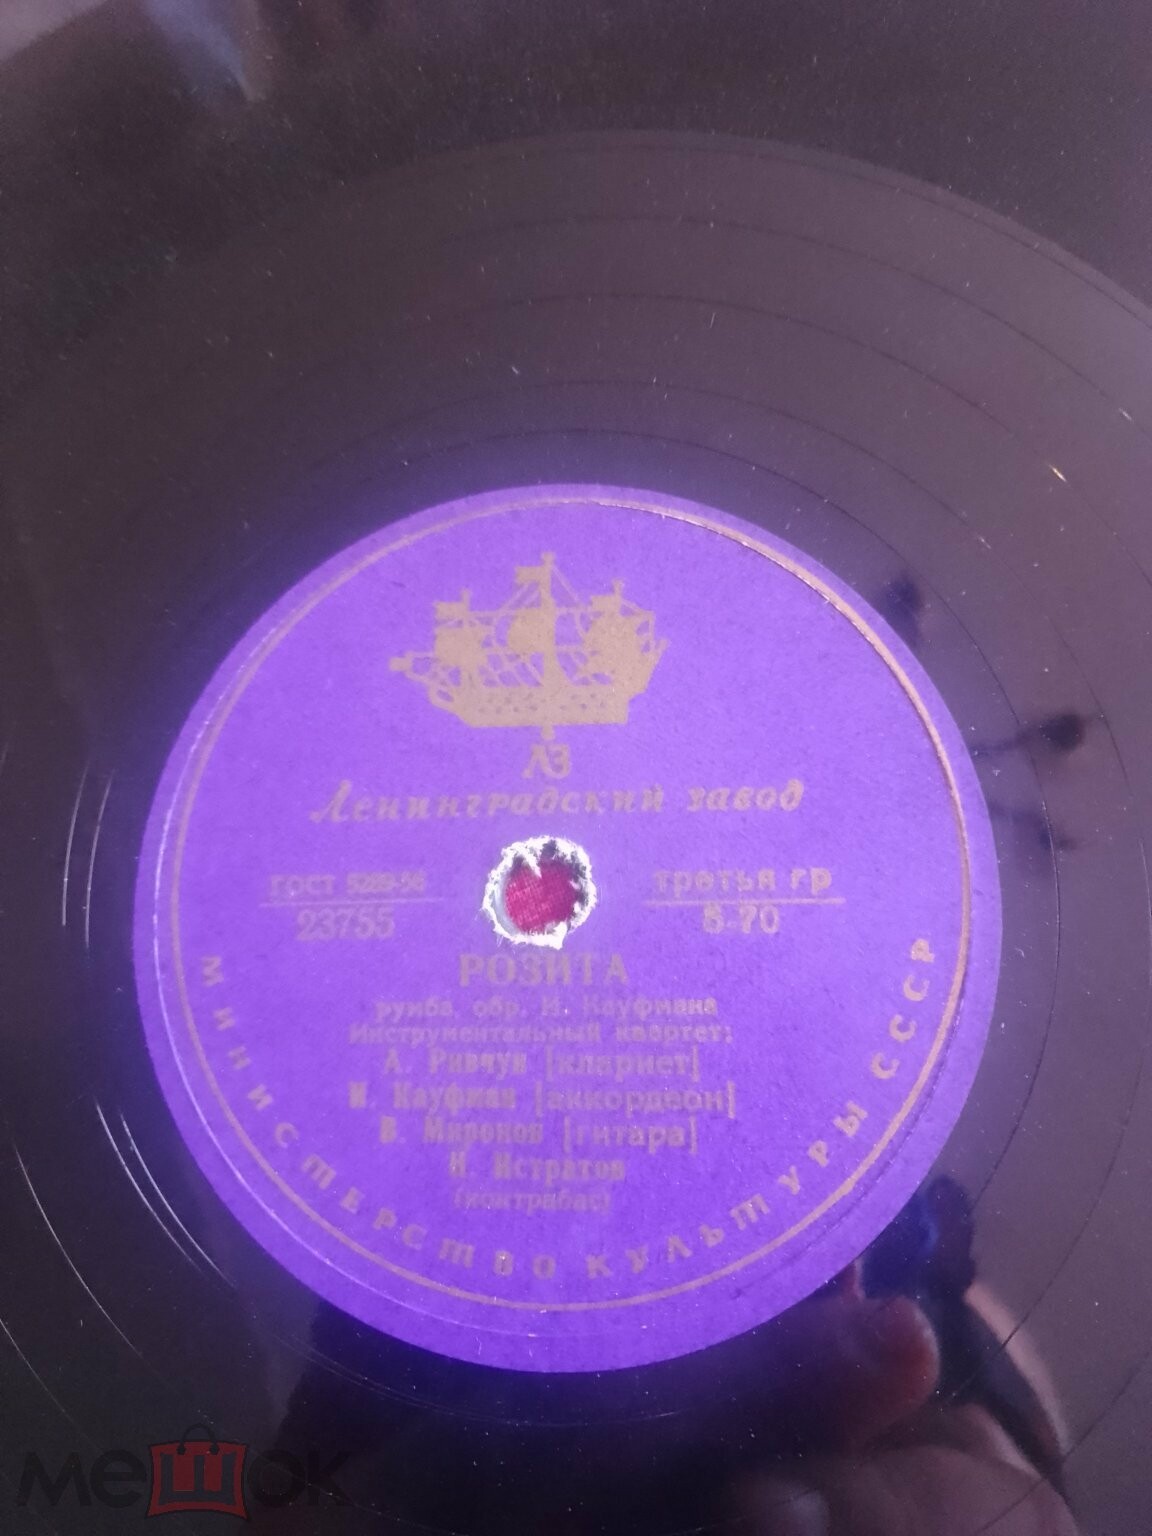 ЛЗ
Ленинградский завод
ГОСТ 5289-56
23755
третья гр
5-70
РОЗИТА
румба, обр. И. Кауфмана
Инструментальный квартет:
А. Ривчун [кларнет]
И. Кауфман [аккордеон]
В. Миронов [гитара]
Н. Истратов
(контрабас)
МИНИСТЕРСТВО КУЛЬТУРЫ СССР
мешок